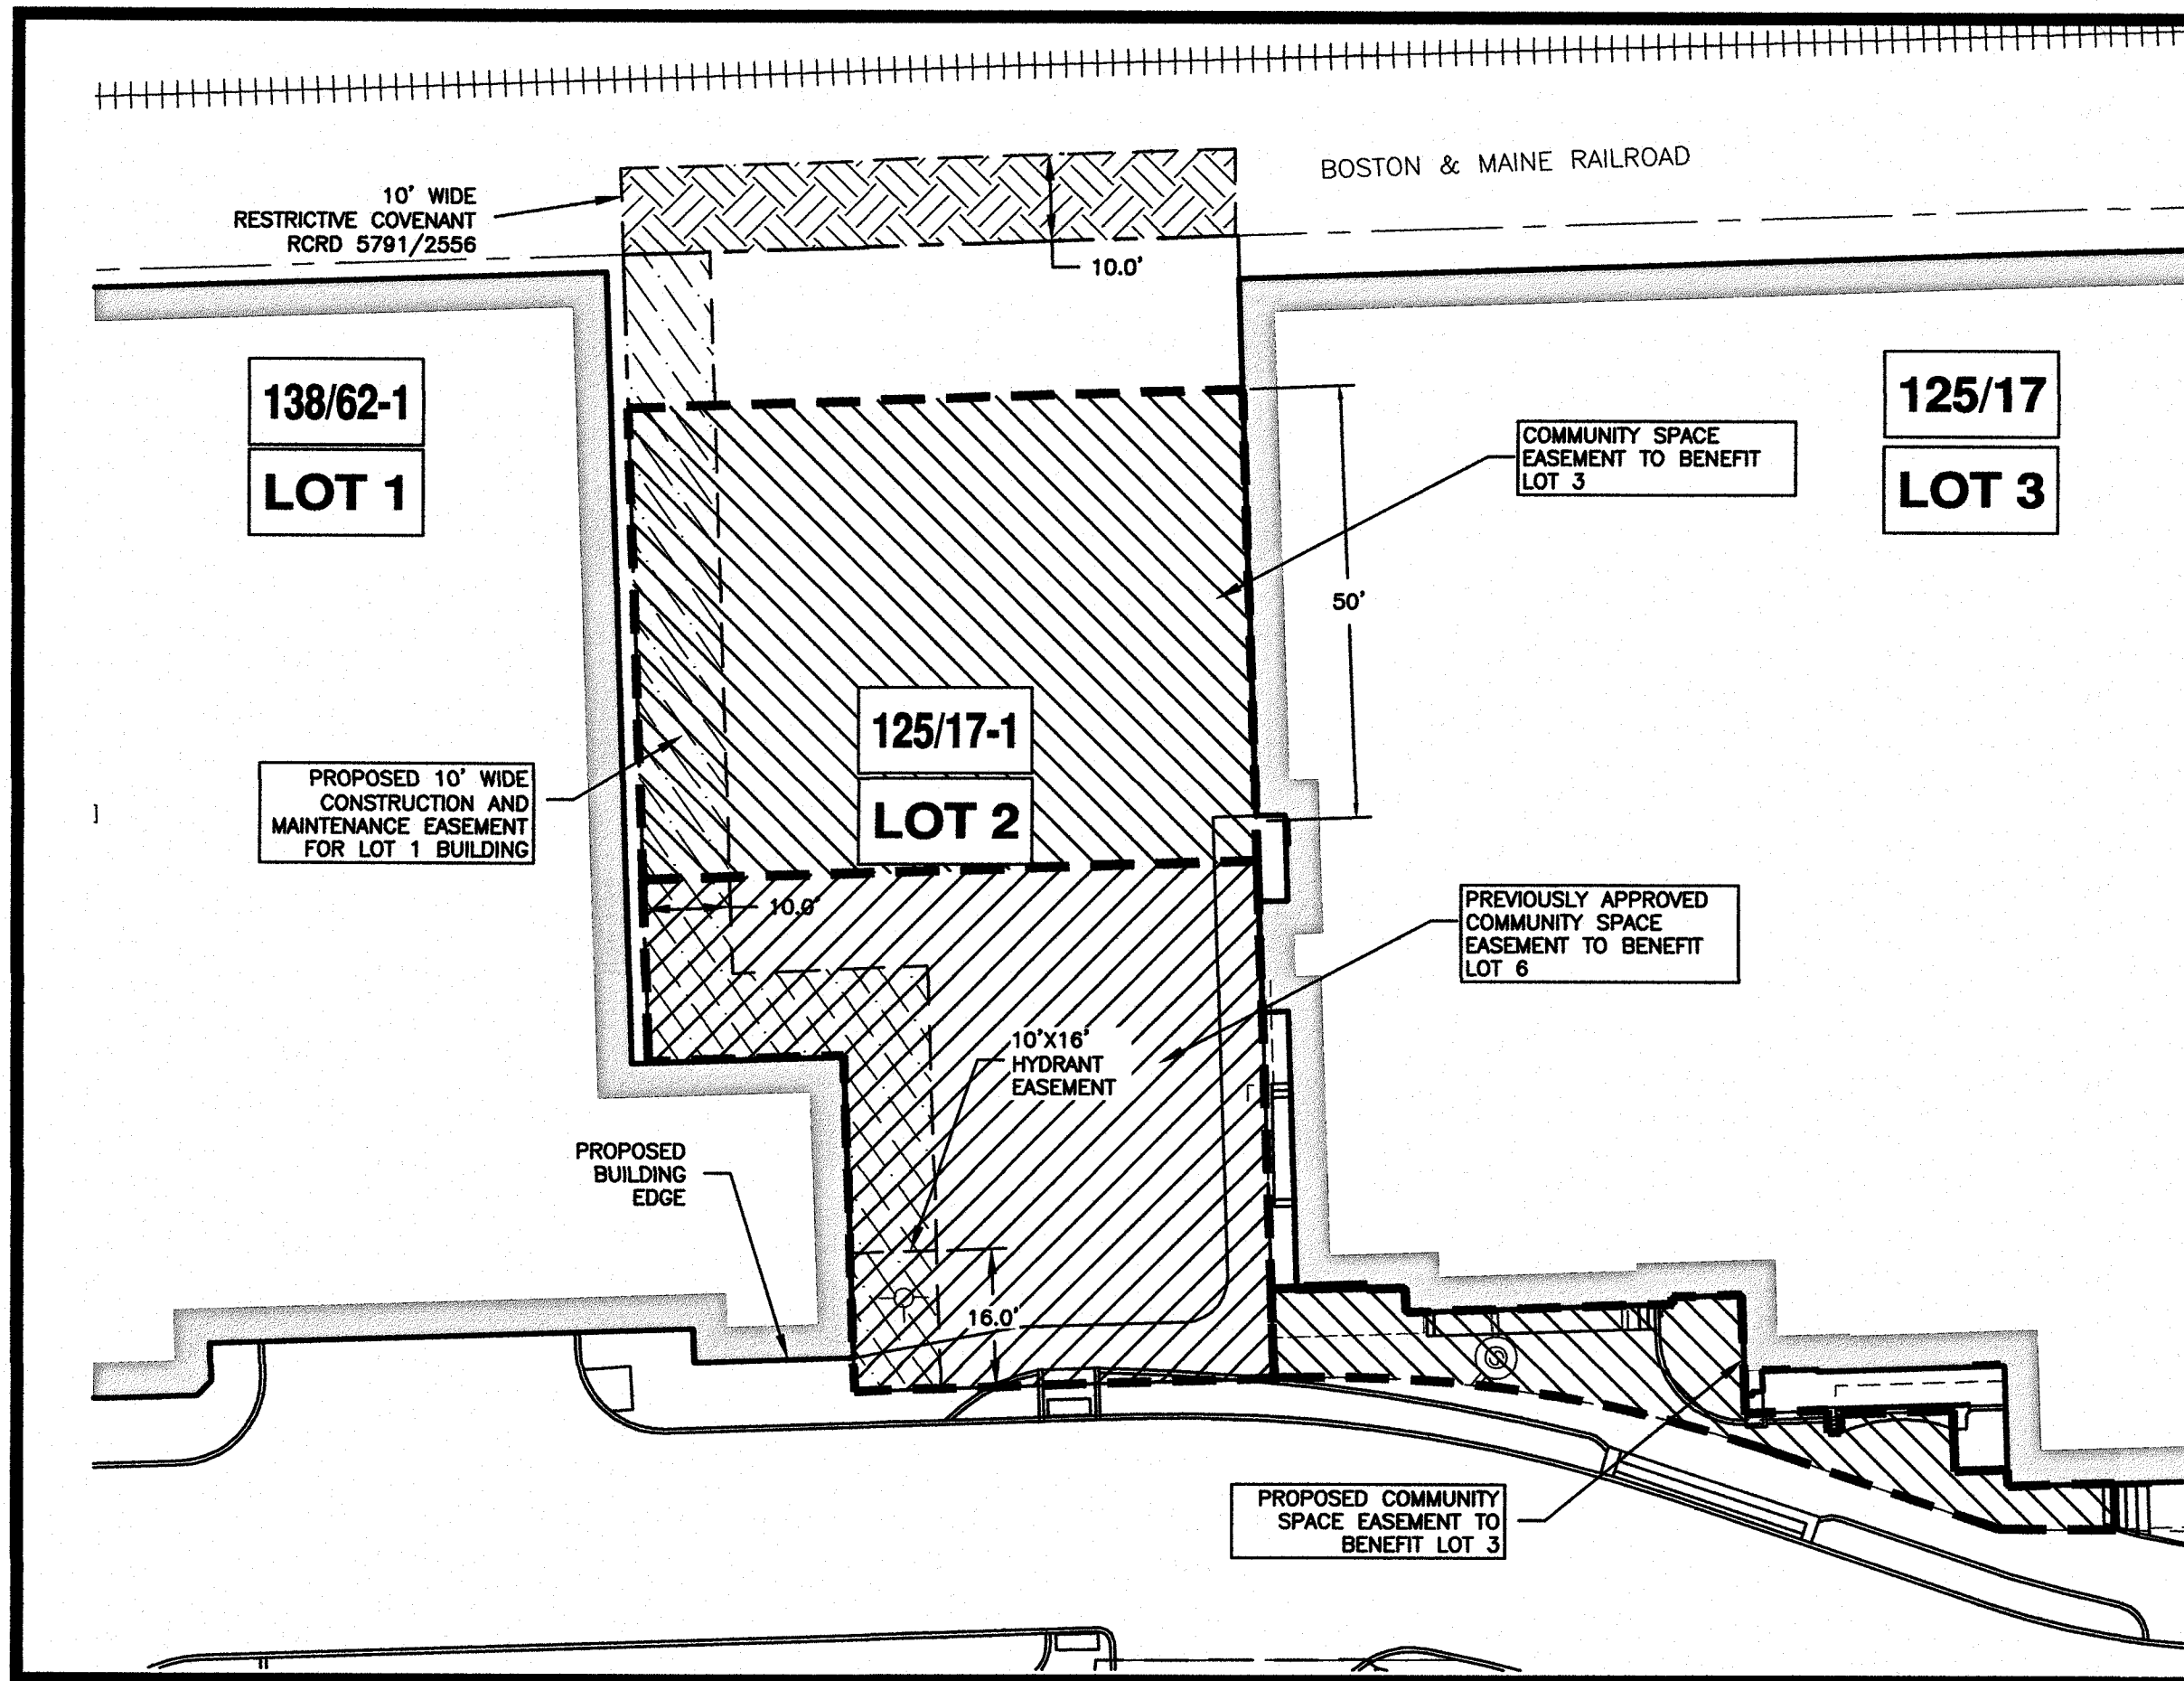 BOSTON & MAINE RAILROAD
10' WIDE
RESTRICTIVE COVENANT
RCRD 5791/2556
10.0'
138/62-1
LOT 1
125/17
LOT 3
COMMUNITY SPACE
EASEMENT TO BENEFIT
LOT 3
50'
125/17-1
LOT 2
PROPOSED 10' WIDE
CONSTRUCTION AND
MAINTENANCE EASEMENT
FOR LOT 1 BUILDING
10.0'
PREVIOUSLY APPROVED
COMMUNITY SPACE
EASEMENT TO BENEFIT
LOT 6
10'X16'
HYDRANT
EASEMENT
PROPOSED
BUILDING
EDGE
16.0'
S
PROPOSED COMMUNITY
SPACE EASEMENT TO
BENEFIT LOT 3